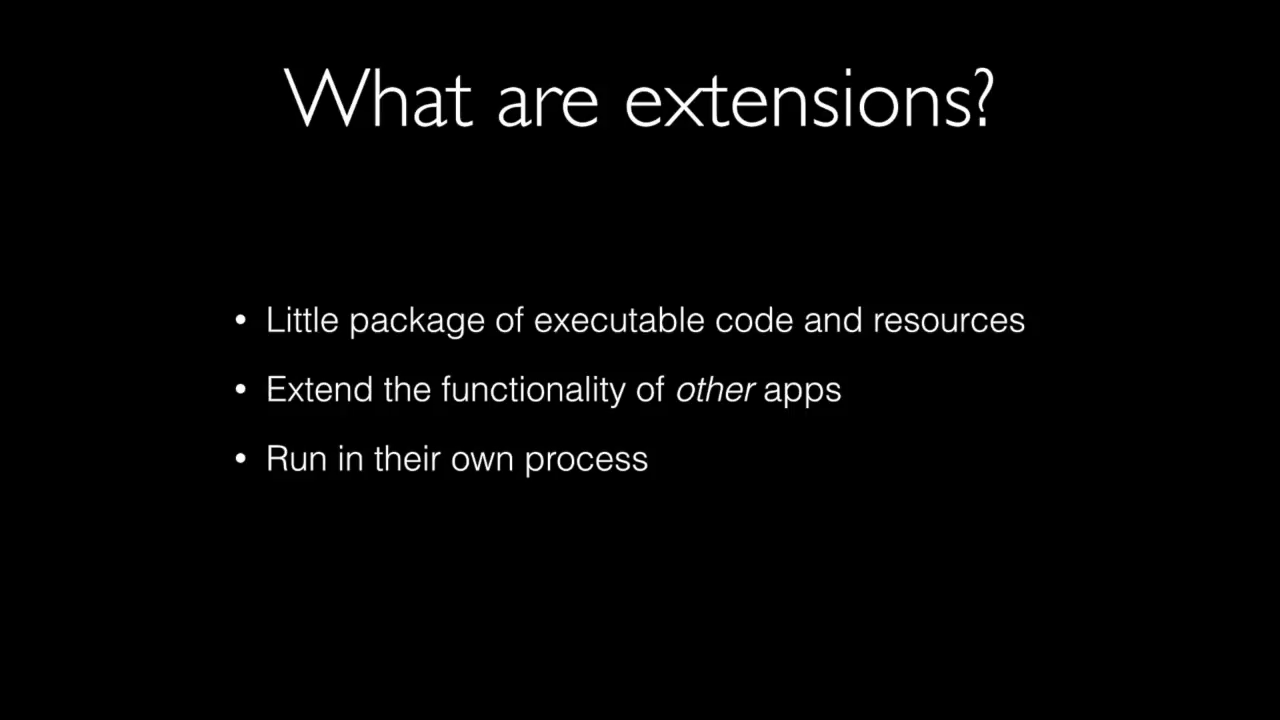 What are extensions?
• Little package of executable code and resources
• Extend the functionality of other apps
• Run in their own process